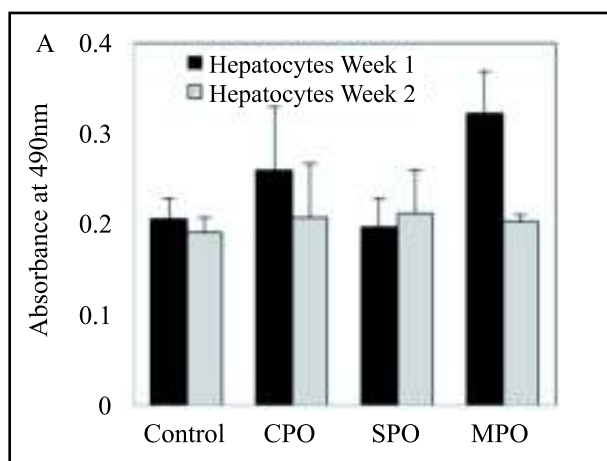 A
0.4
Hepatocytes Week 1
Hepatocytes Week 2
0.3
0.2
0.1
0
Absorbance at 490nm
Control CPO SPO MPO